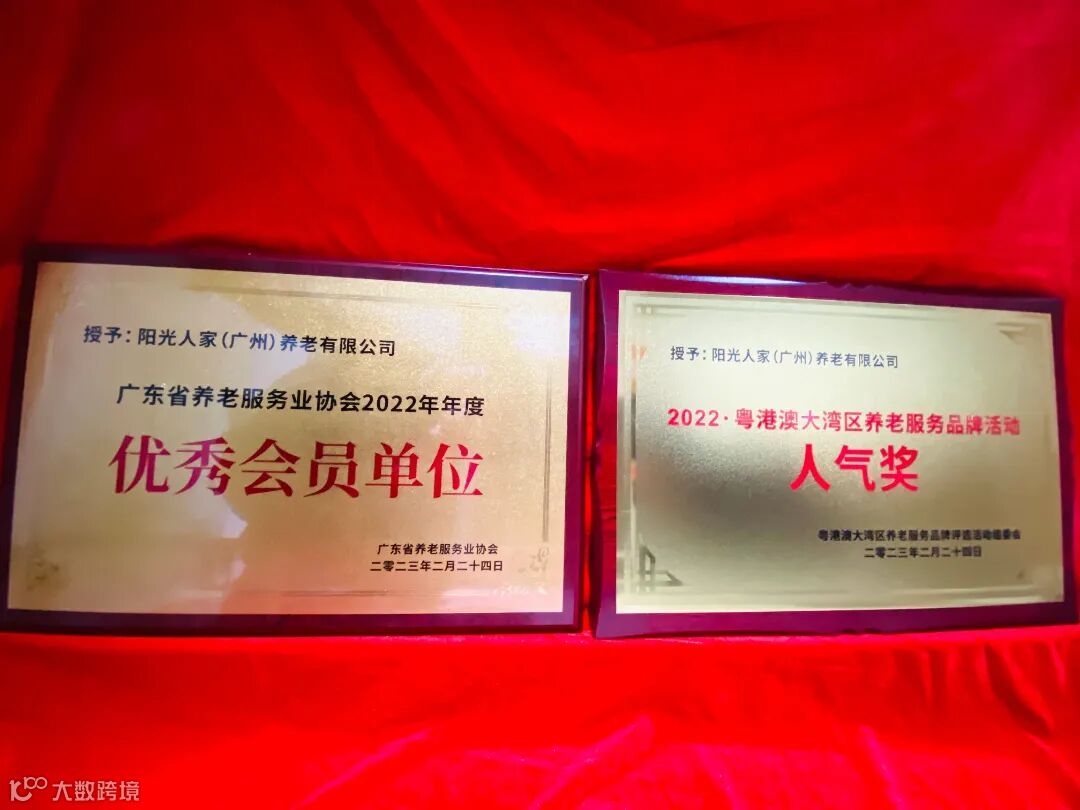 授予：阳光人家（广州）养老有限公司
广东省养老服务业协会2022年年度
优秀会员单位
广东省养老服务业协会
二零二三年二月二十四日
授予：阳光人家（广州）养老有限公司
2022·粤港澳大湾区养老服务品牌活动
人气奖
粤港澳大湾区养老服务品牌评选活动组委会
二零二三年二月二十四日
大数跨境